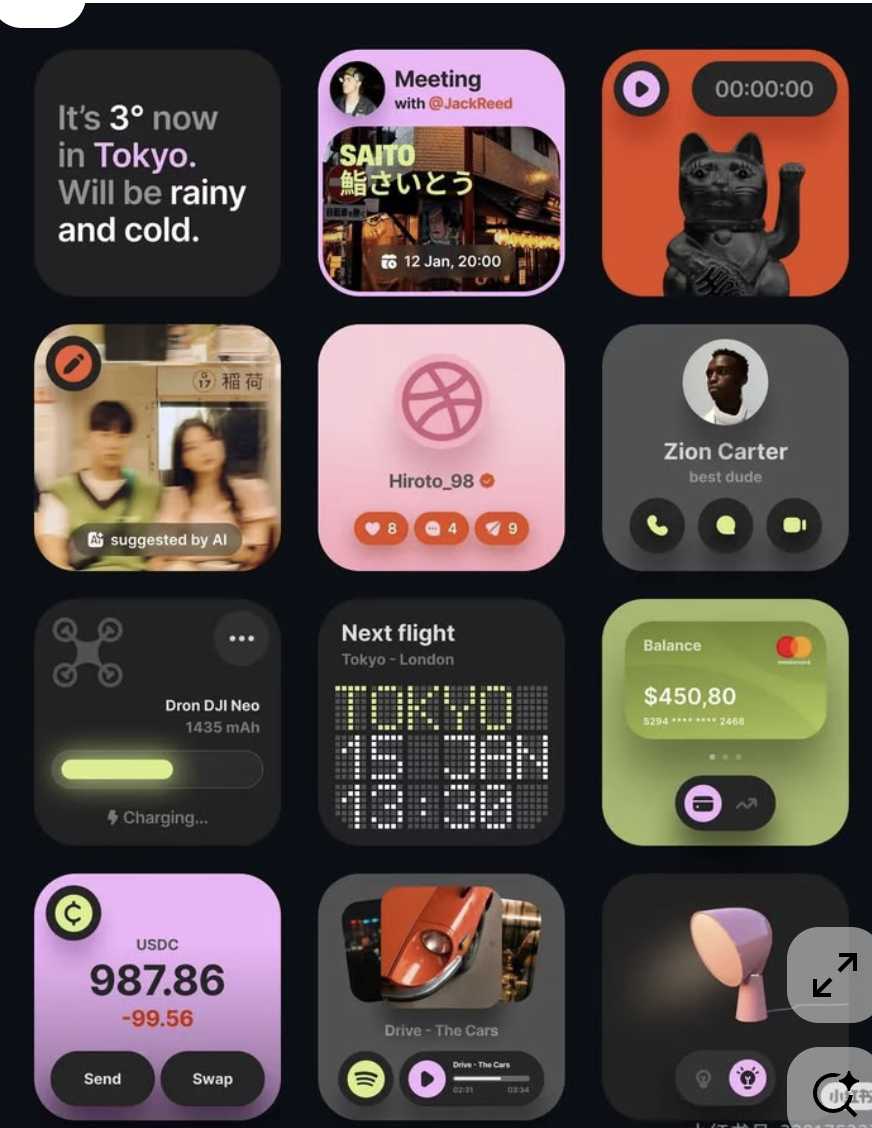 It's 3° now
in Tokyo.
Will be rainy
and cold.
Meeting
with @JackReed
SAITO
鮨さいとう
12 Jan, 20:00
00:00:00
G
17
稲荷
suggested by AI
Hiroto_98
8
4
9
Zion Carter
best dude
Dron DJI Neo
1435 mAh
Charging...
Next flight
Tokyo - London
TOKYO
15 JAN
13:30
Balance
mastercard
$450,80
5294 **** **** 2468
USDC
987.86
-99.56
Send
Swap
Drive - The Cars
Drive - The Cars
02:31
03:34